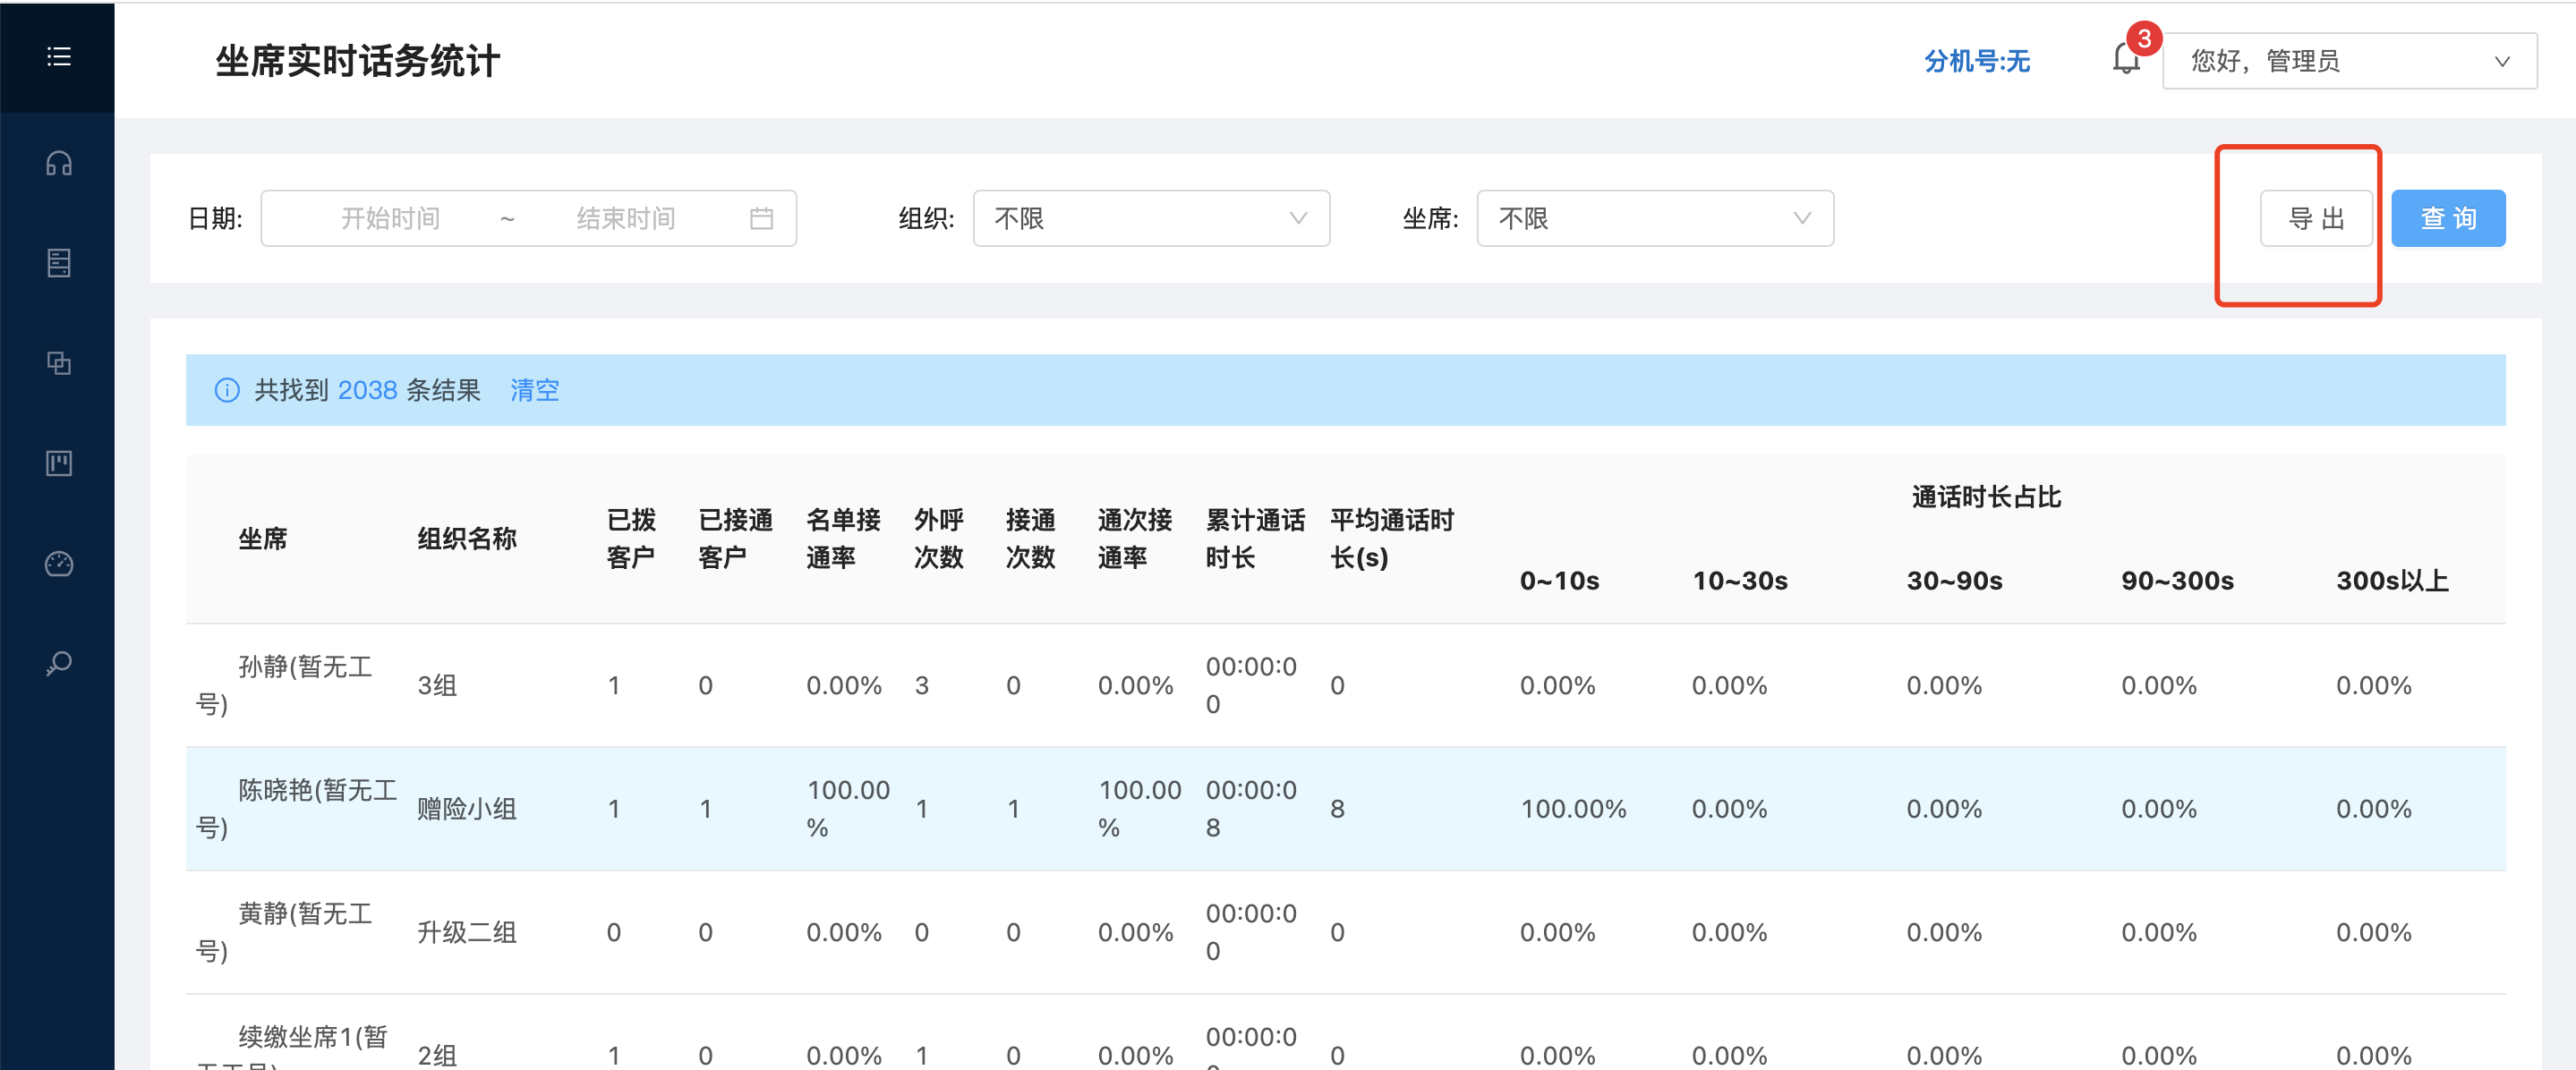 坐席实时话务统计
分机号:无
3
您好，管理员
日期:
开始时间 ~ 结束时间
组织:
不限
坐席:
不限
导 出
查 询
共找到 2038 条结果 清空
坐席
组织名称
已拨
客户
已接通
客户
名单接
通率
外呼
次数
接通
次数
通次接
通率
累计通话
时长
平均通话时
长(s)
通话时长占比
0~10s
10~30s
30~90s
90~300s
300s以上
孙静(暂无工
号)
3组
1
0
0.00%
3
0
0.00%
00:00:0
0
0
0.00%
0.00%
0.00%
0.00%
0.00%
陈晓艳(暂无工
号)
赠险小组
1
1
100.00
%
1
1
100.00
%
00:00:0
8
8
100.00%
0.00%
0.00%
0.00%
0.00%
黄静(暂无工
号)
升级二组
0
0
0.00%
0
0
0.00%
00:00:0
0
0
0.00%
0.00%
0.00%
0.00%
0.00%
续缴坐席1(暂
2组
1
0
0.00%
1
0
0.00%
00:00:0
0
0.00%
0.00%
0.00%
0.00%
0.00%